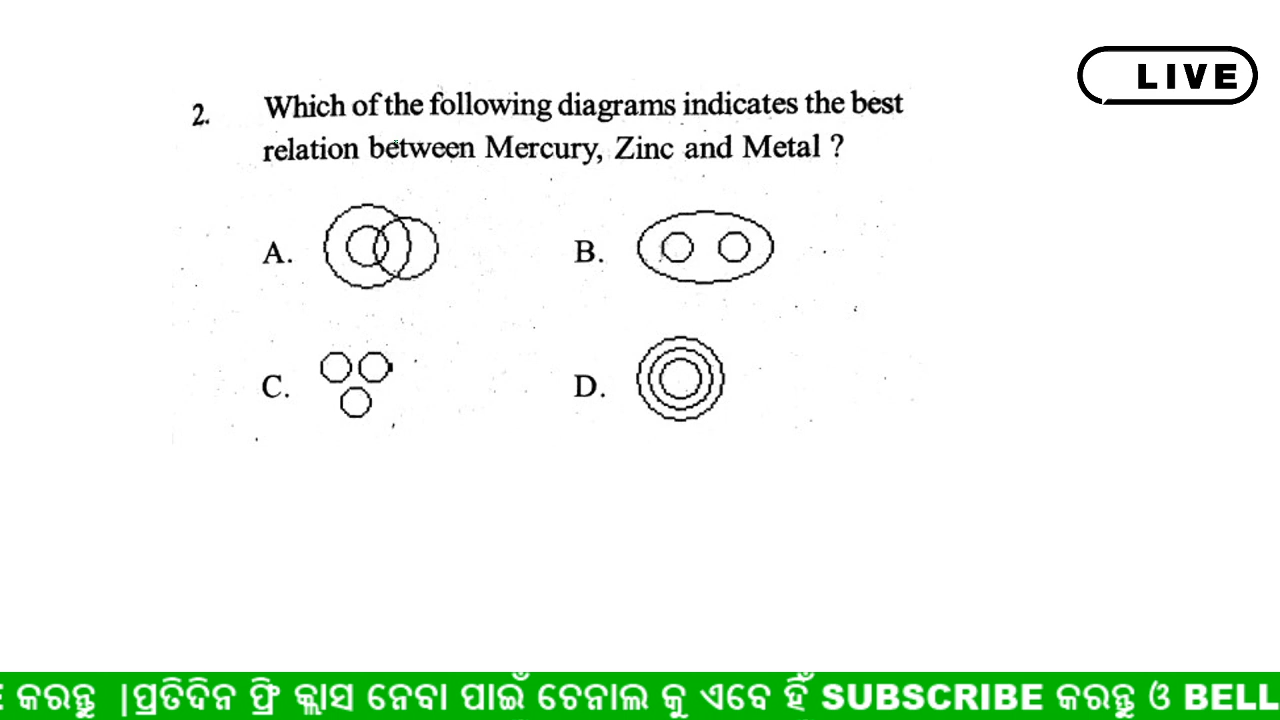 LIVE
2. Which of the following diagrams indicates the best
relation between Mercury, Zinc and Metal ?
A. B.
C. D.
କରନ୍ତୁ |ପ୍ରତିଦିନ ଫ୍ରି କ୍ଲାସ ନେବା ପାଇଁ ଚେନାଲ କୁ ଏବେ ହିଁ SUBSCRIBE କରନ୍ତୁ ଓ BELL